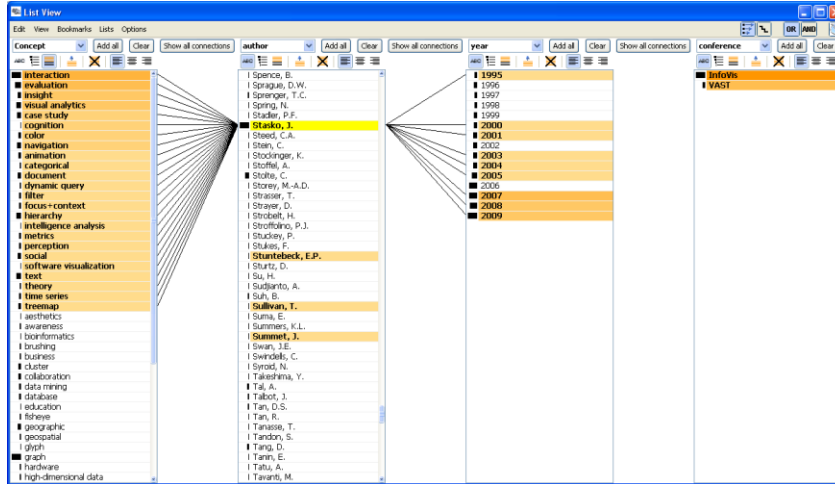 List View
Edit View Bookmarks Lists Options
OR AND
Concept Add all Clear Show all connections author Add all Clear Show all connections year Add all Clear Show all connections conference Add all Clear
interaction
evaluation
insight
visual analytics
case study
cognition
color
navigation
animation
categorical
document
dynamic query
filter
focus+context
hierarchy
intelligence analysis
metrics
perception
social
software visualization
text
theory
time series
treemap
aesthetics
awareness
bioinformatics
brushing
business
cluster
collaboration
data mining
database
education
fisheye
geographic
geospatial
glyph
graph
hardware
high-dimensional data
Spence, B.
Sprague, D.W.
Sprenger, T.C.
Spring, N.
Stadler, P.F.
Stasko, J.
Steed, C.A.
Stein, C.
Stockinger, K.
Stoffel, A.
Stolte, C.
Storey, M.-A.D.
Strasser, T.
Strayer, D.
Strobelt, H.
Stroffolino, P.J.
Stuckey, P.
Stukes, F.
Stuntebeck, E.P.
Sturtz, D.
Su, H.
Sudjianto, A.
Suh, B.
Sullivan, T.
Suma, E.
Summers, K.L.
Summet, J.
Swan, J.E.
Swindells, C.
Syroid, N.
Takeshima, Y.
Tal, A.
Talbot, J.
Tan, D.S.
Tan, R.
Tanasse, T.
Tandon, S.
Tang, D.
Tanin, E.
Tatu, A.
Tavanti, M.
1995
1996
1997
1998
1999
2000
2001
2002
2003
2004
2005
2006
2007
2008
2009
InfoVis
VAST